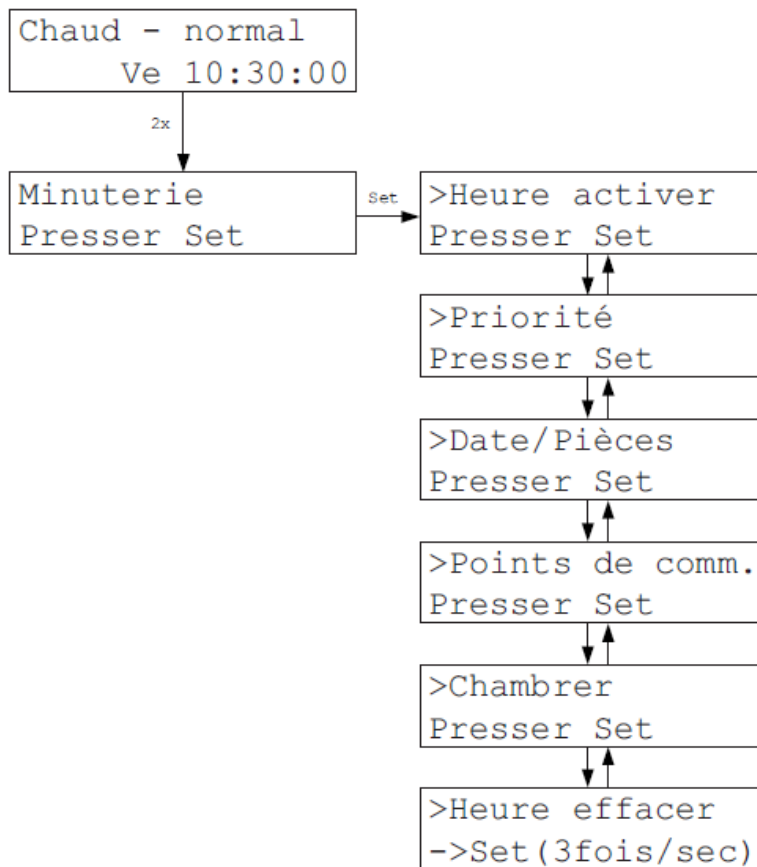 Chaud - normal
Ve 10:30:00
2x
Minuterie
Presser Set
Set
>Heure activer
Presser Set
>Priorité
Presser Set
>Date/Pièces
Presser Set
>Points de comm.
Presser Set
>Chambrer
Presser Set
>Heure effacer
->Set(3fois/sec)